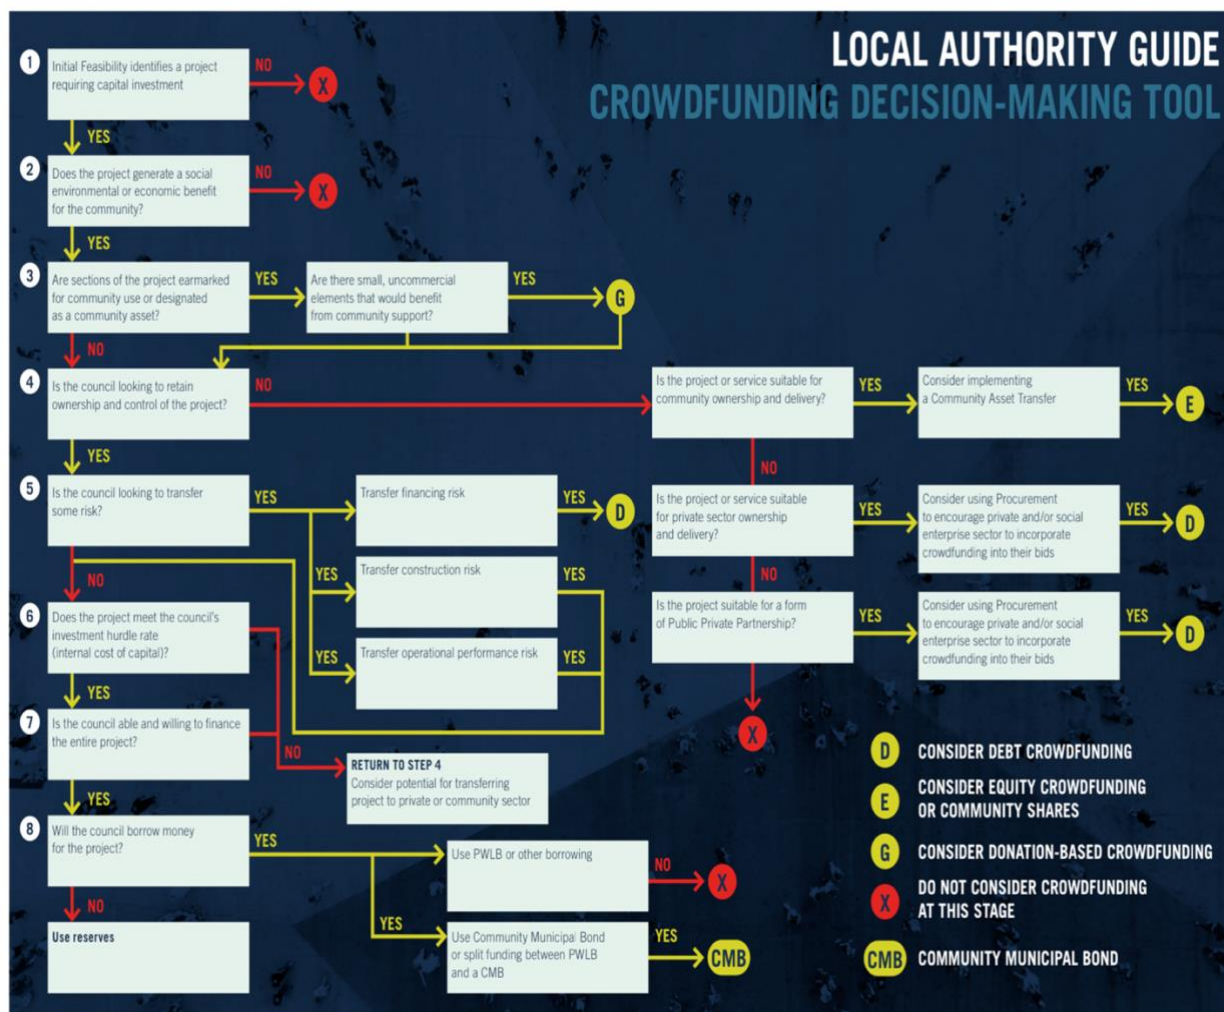 LOCAL AUTHORITY GUIDE
CROWDFUNDING DECISION-MAKING TOOL
1
Initial Feasibility identifies a project
requiring capital investment
NO
X
YES
2
Does the project generate a social
environmental or economic benefit
for the community?
NO
X
YES
3
Are sections of the project earmarked
for community use or designated
as a community asset?
YES
Are there small, uncommercial
elements that would benefit
from community support?
YES
G
NO
4
Is the council looking to retain
ownership and control of the project?
NO
Is the project or service suitable for
community ownership and delivery?
YES
Consider implementing
a Community Asset Transfer
YES
E
YES
NO
5
Is the council looking to transfer
some risk?
YES
Transfer financing risk
YES
D
Is the project or service suitable
for private sector ownership
and delivery?
YES
Consider using Procurement
to encourage private and/or social
enterprise sector to incorporate
crowdfunding into their bids
YES
D
NO
YES
Transfer construction risk
YES
NO
6
Does the project meet the council's
investment hurdle rate
(internal cost of capital)?
YES
Transfer operational performance risk
YES
Is the project suitable for a form
of Public Private Partnership?
YES
Consider using Procurement
to encourage private and/or social
enterprise sector to incorporate
crowdfunding into their bids
YES
D
X
YES
7
Is the council able and willing to finance
the entire project?
NO
RETURN TO STEP 4
Consider potential for transferring
project to private or community sector
YES
8
Will the council borrow money
for the project?
YES
Use PWLB or other borrowing
NO
X
NO
Use reserves
YES
Use Community Municipal Bond
or split funding between PWLB
and a CMB
YES
CMB
D
CONSIDER DEBT CROWDFUNDING
E
CONSIDER EQUITY CROWDFUNDING
OR COMMUNITY SHARES
G
CONSIDER DONATION-BASED CROWDFUNDING
X
DO NOT CONSIDER CROWDFUNDING
AT THIS STAGE
CMB
COMMUNITY MUNICIPAL BOND